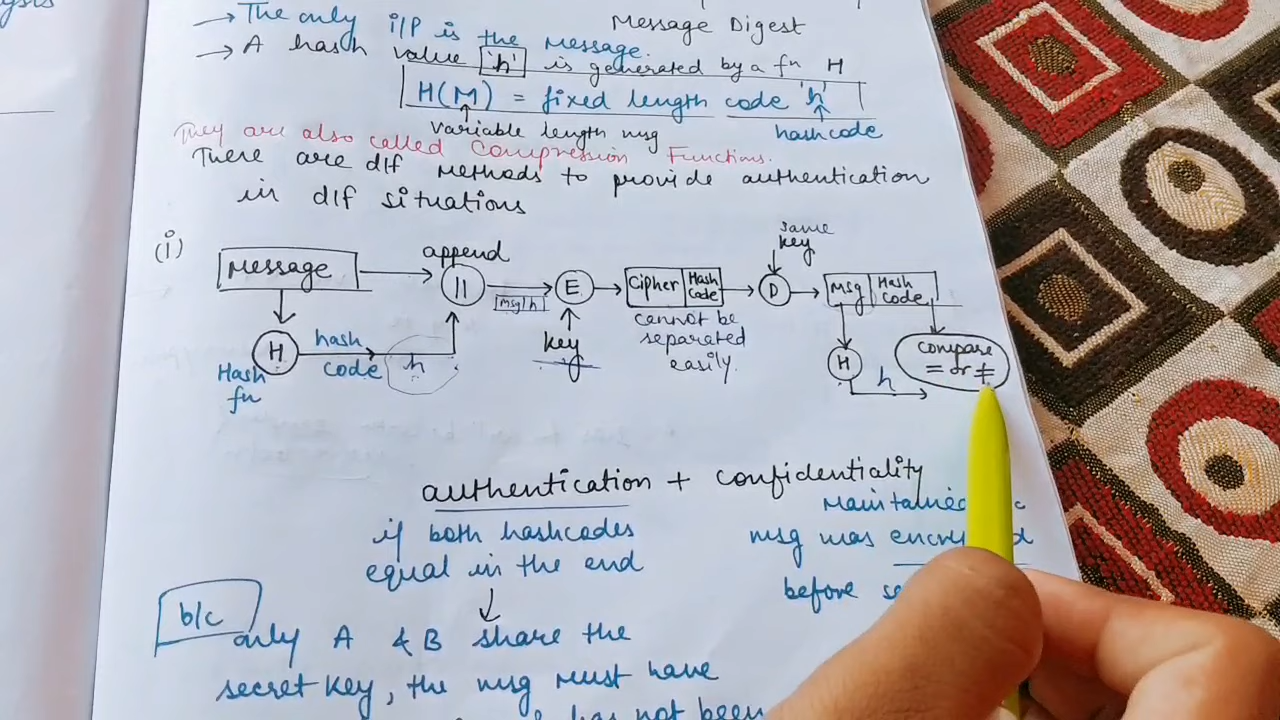 ysis
→ The only i/P is the Message.
Message Digest
→ A hash value 'h' is generated by a fn H
H(M) = fixed length code 'h'
variable length msg
hashcode
They are also called Compression Functions.
There are dif methods to provide authentication
in dif situations
(i)
Message
append
||
msg|h
E
key
Cipher | Hash Code
cannot be
separated
easily.
same
key
D
msg | Hash Code
H
Hash
fn
hash
code
h
H
h
compare
= or ≠
authentication + confidentiality
if both hashcodes
equal in the end
msg was
before
b/c
only A & B share the
secret key, the msg must have
has not been